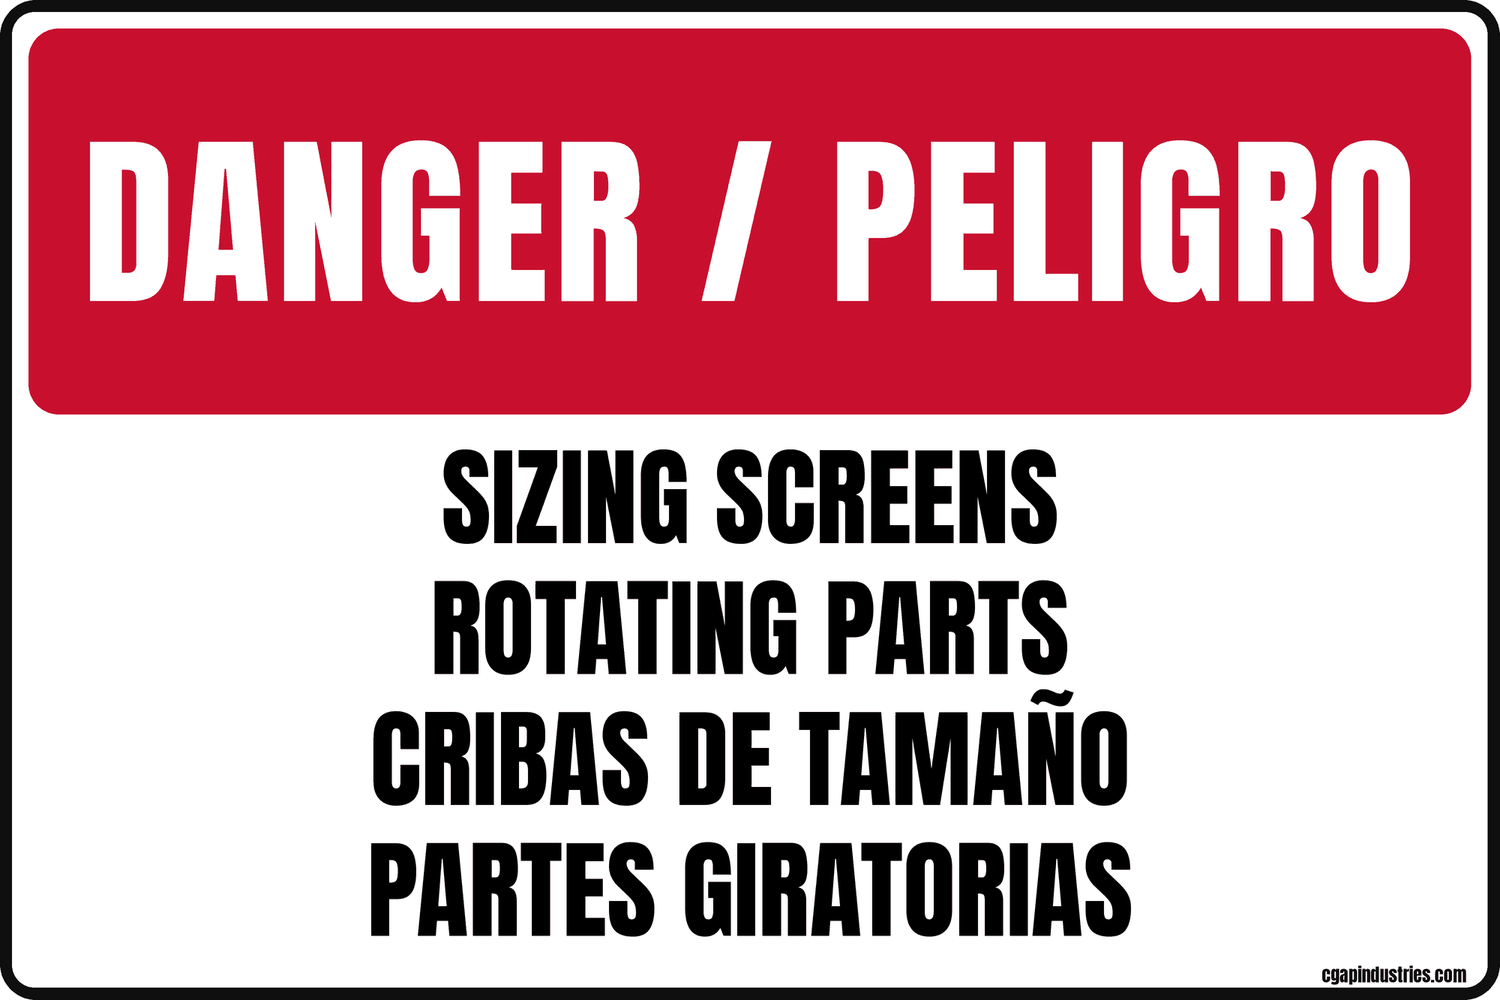 DANGER / PELIGRO
SIZING SCREENS
ROTATING PARTS
CRIBAS DE TAMAÑO
PARTES GIRATORIAS
cgapindustries.com